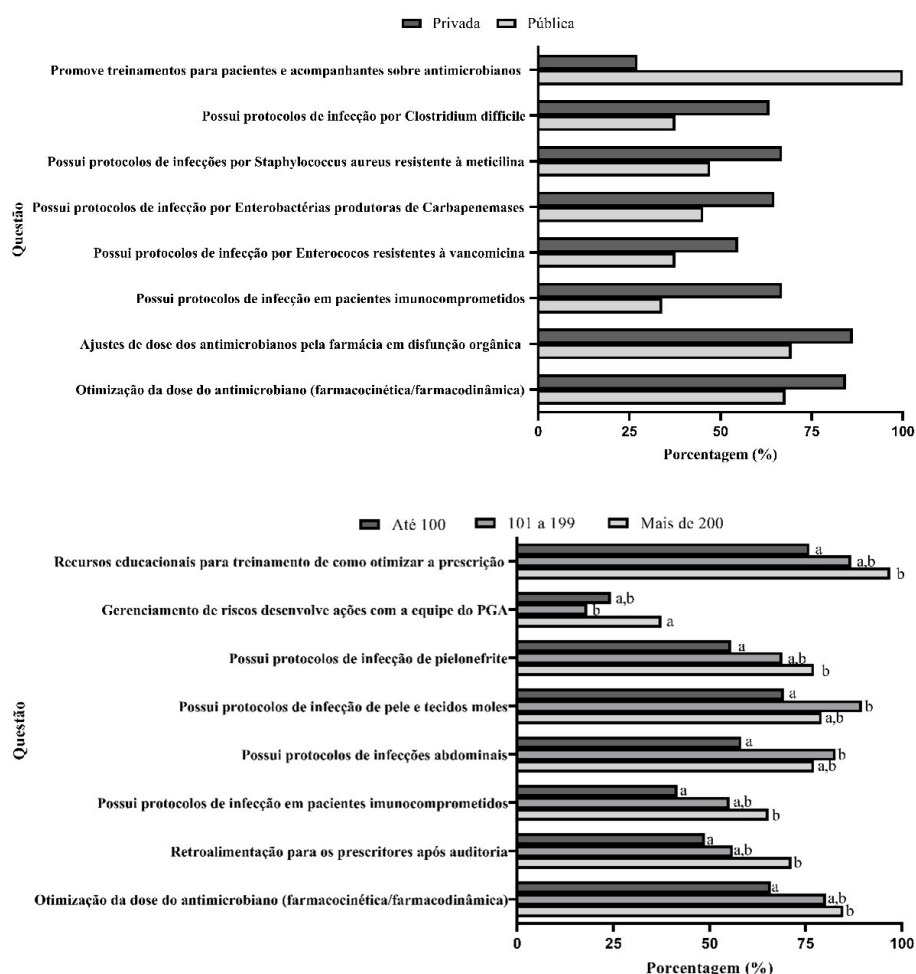 Privada Pública
Questão
Promove treinamentos para pacientes e acompanhantes sobre antimicrobianos
Possui protocolos de infecção por Clostridium difficile
Possui protocolos de infecções por Staphylococcus aureus resistente à meticilina
Possui protocolos de infecção por Enterobactérias produtoras de Carbapenemases
Possui protocolos de infecção por Enterococos resistentes à vancomicina
Possui protocolos de infecção em pacientes imunocomprometidos
Ajustes de dose dos antimicrobianos pela farmácia em disfunção orgânica
Otimização da dose do antimicrobiano (farmacocinética/farmacodinâmica)
0 25 50 75 100
Porcentagem (%)
Até 100 101 a 199 Mais de 200
Questão
Recursos educacionais para treinamento de como otimizar a prescrição
a
a,b
b
Gerenciamento de riscos desenvolve ações com a equipe do PGA
a,b
b
a
Possui protocolos de infecção de pielonefrite
a
a,b
b
Possui protocolos de infecção de pele e tecidos moles
a
b
a,b
Possui protocolos de infecções abdominais
a
b
a,b
Possui protocolos de infecção em pacientes imunocomprometidos
a
a,b
b
Retroalimentação para os prescritores após auditoria
a
a,b
b
Otimização da dose do antimicrobiano (farmacocinética/farmacodinâmica)
a
a,b
b
0 25 50 75 100
Porcentagem (%)